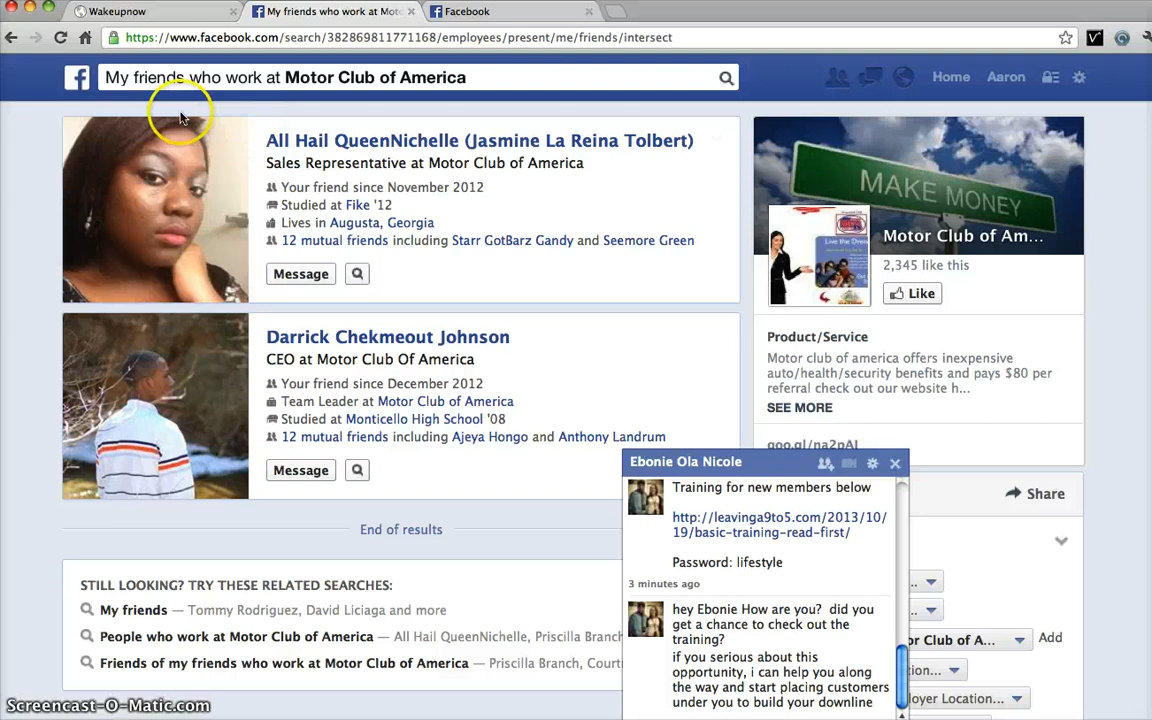 Wakeupnow
My friends who work at Moto
Facebook
https://www.facebook.com/search/382869811771168/employees/present/me/friends/intersect
My friends who work at Motor Club of America
Home
Aaron
All Hail QueenNichelle (Jasmine La Reina Tolbert)
Sales Representative at Motor Club of America
Your friend since November 2012
Studied at Fike '12
Lives in Augusta, Georgia
12 mutual friends including Starr GotBarz Gandy and Seemore Green
Message
MAKE MONEY
Motor Club of Am...
2,345 like this
Like
Product/Service
Motor club of america offers inexpensive
auto/health/security benefits and pays $80 per
referral check out our website h...
SEE MORE
goo.gl/na2pAJ
Darrick Chekmeout Johnson
CEO at Motor Club Of America
Your friend since December 2012
Team Leader at Motor Club of America
Studied at Monticello High School '08
12 mutual friends including Ajeya Hongo and Anthony Landrum
Message
End of results
STILL LOOKING? TRY THESE RELATED SEARCHES:
My friends — Tommy Rodriguez, David Liciaga and more
People who work at Motor Club of America — All Hail QueenNichelle, Priscilla Branch
Friends of my friends who work at Motor Club of America — Priscilla Branch, Court
Ebonie Ola Nicole
Training for new members below
http://leavinga9to5.com/2013/10/
19/basic-training-read-first/
Password: lifestyle
3 minutes ago
hey Ebonie How are you? did you
get a chance to check out the
training?
if you serious about this
opportunity, i can help you along
the way and start placing customers
under you to build your downline
Share
or Club of A...
Add
ion...
loyer Location...
Screencast-O-Matic.com